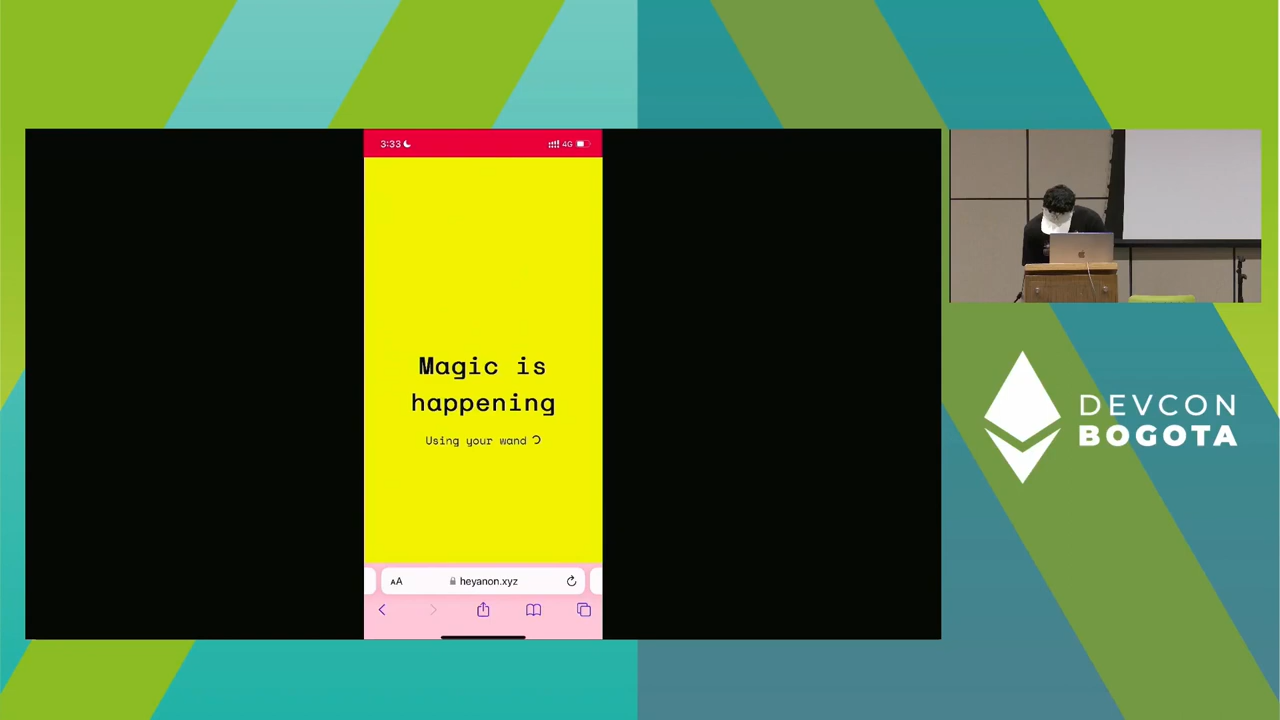 3:33
4G
Magic is
happening
Using your wand
AA
heyanon.xyz
DEVCON
BOGOTA